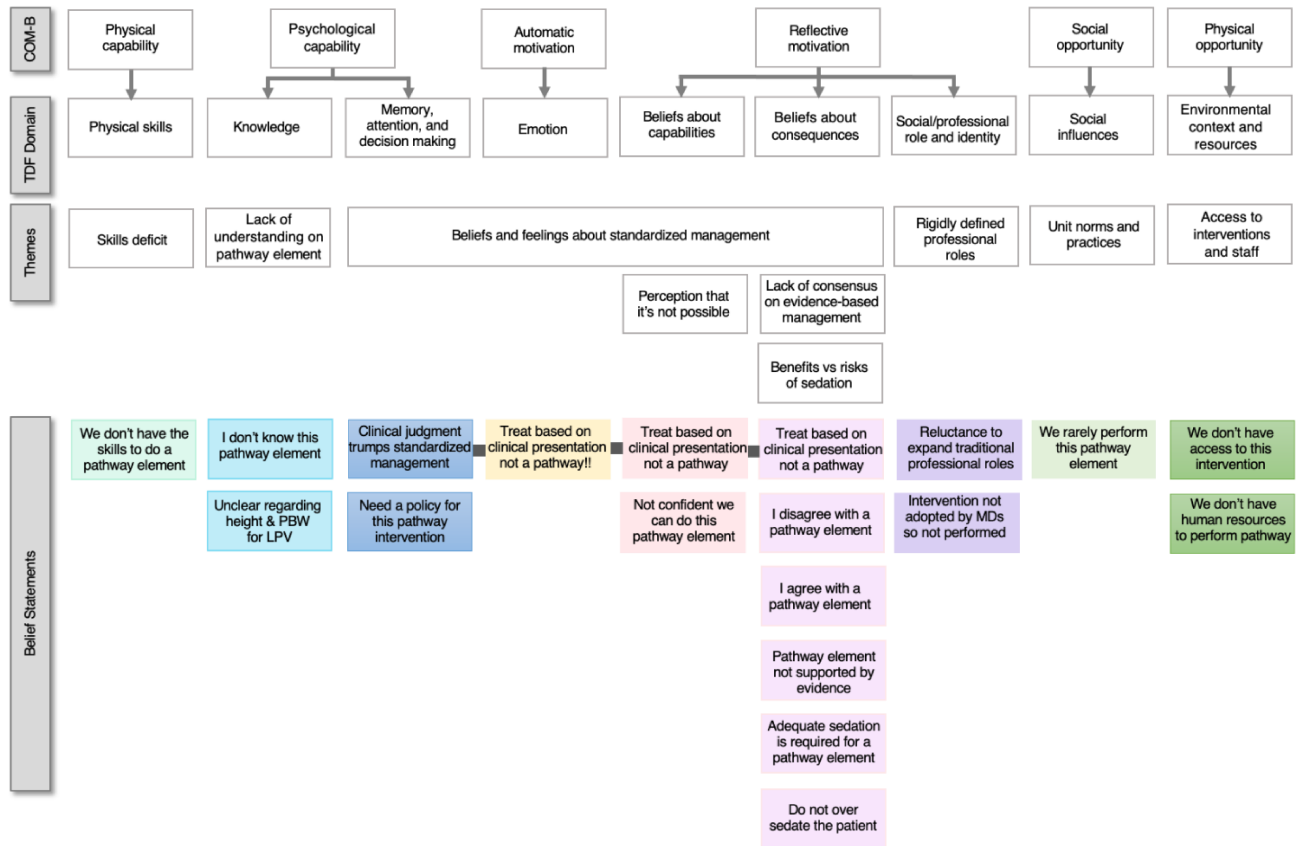 COM-B
Physical
capability
Psychological
capability
Automatic
motivation
Reflective
motivation
Social
opportunity
Physical
opportunity
TDF Domain
Physical skills
Knowledge
Memory,
attention, and
decision making
Emotion
Beliefs about
capabilities
Beliefs about
consequences
Social/professional
role and identity
Social
influences
Environmental
context and
resources
Themes
Skills deficit
Lack of
understanding on
pathway element
Beliefs and feelings about standardized management
Rigidly defined
professional
roles
Unit norms and
practices
Access to
interventions
and staff
Perception that
it's not possible
Lack of consensus
on evidence-based
management
Benefits vs risks
of sedation
Belief Statements
We don't have the
skills to do a
pathway element
I don't know this
pathway element
Clinical judgment
trumps standardized
management
Treat based on
clinical presentation
not a pathway!!
Treat based on
clinical presentation
not a pathway
Treat based on
clinical presentation
not a pathway
Reluctance to
expand traditional
professional roles
We rarely perform
this pathway
element
We don't have
access to this
intervention
Unclear regarding
height & PBW
for LPV
Need a policy for
this pathway
intervention
Not confident we
can do this
pathway element
I disagree with a
pathway element
Intervention not
adopted by MDs
so not performed
We don't have
human resources
to perform pathway
I agree with a
pathway element
Pathway element
not supported by
evidence
Adequate sedation
is required for a
pathway element
Do not over
sedate the patient